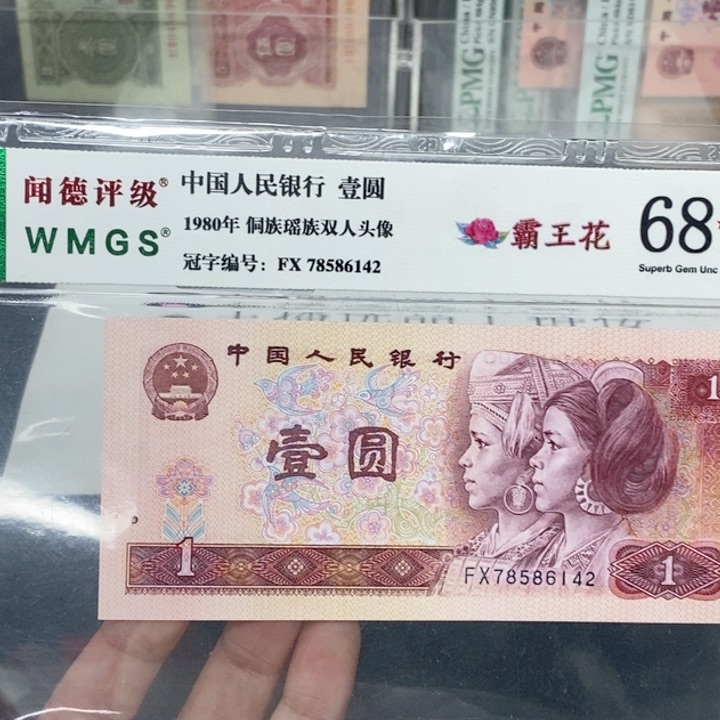 PMG
PMG
闻德评级®
WMGS®
中国人民银行 壹圆
1980年 侗族瑶族双人头像
冠字编号：FX 78586142
霸王花
68
Superb Gem Unc
中国人民银行
壹圆
1
1
FX78586142
1